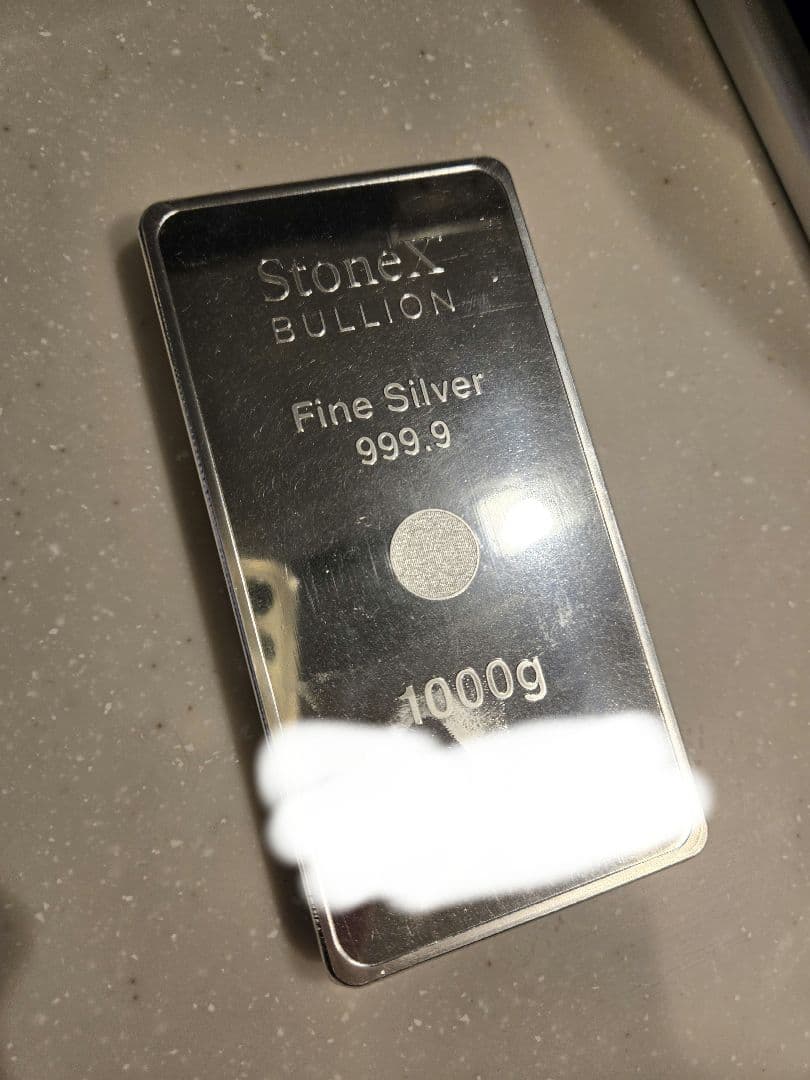 StoneX
BULLION
Fine Silver
999.9
1000g